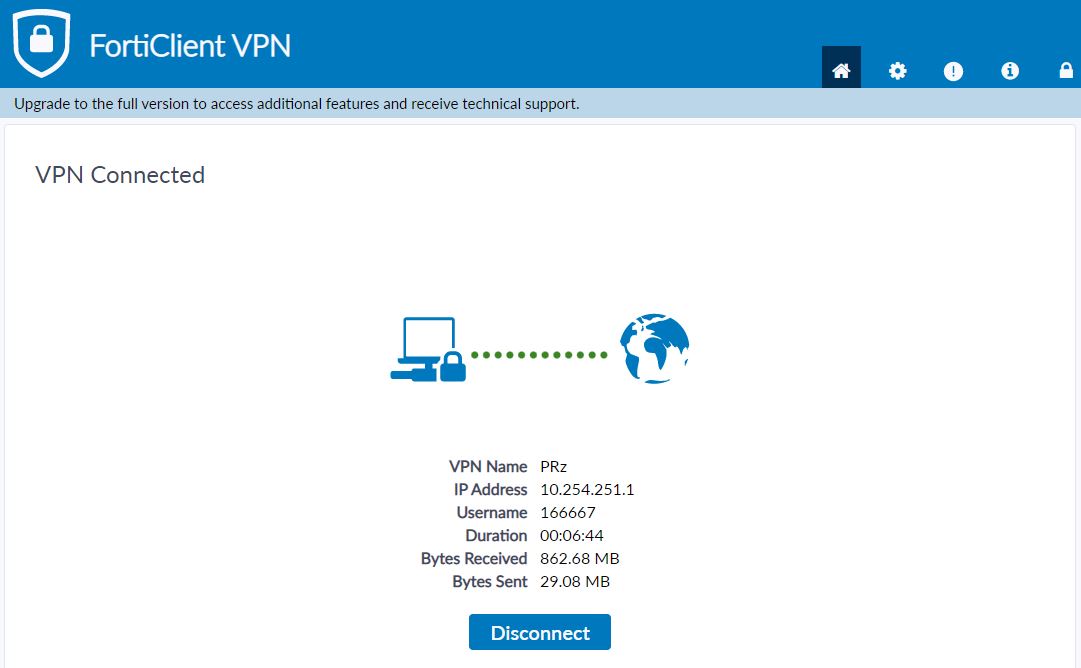 FortiClient VPN
Upgrade to the full version to access additional features and receive technical support.
VPN Connected
VPN Name PRz
IP Address 10.254.251.1
Username 166667
Duration 00:06:44
Bytes Received 862.68 MB
Bytes Sent 29.08 MB
Disconnect